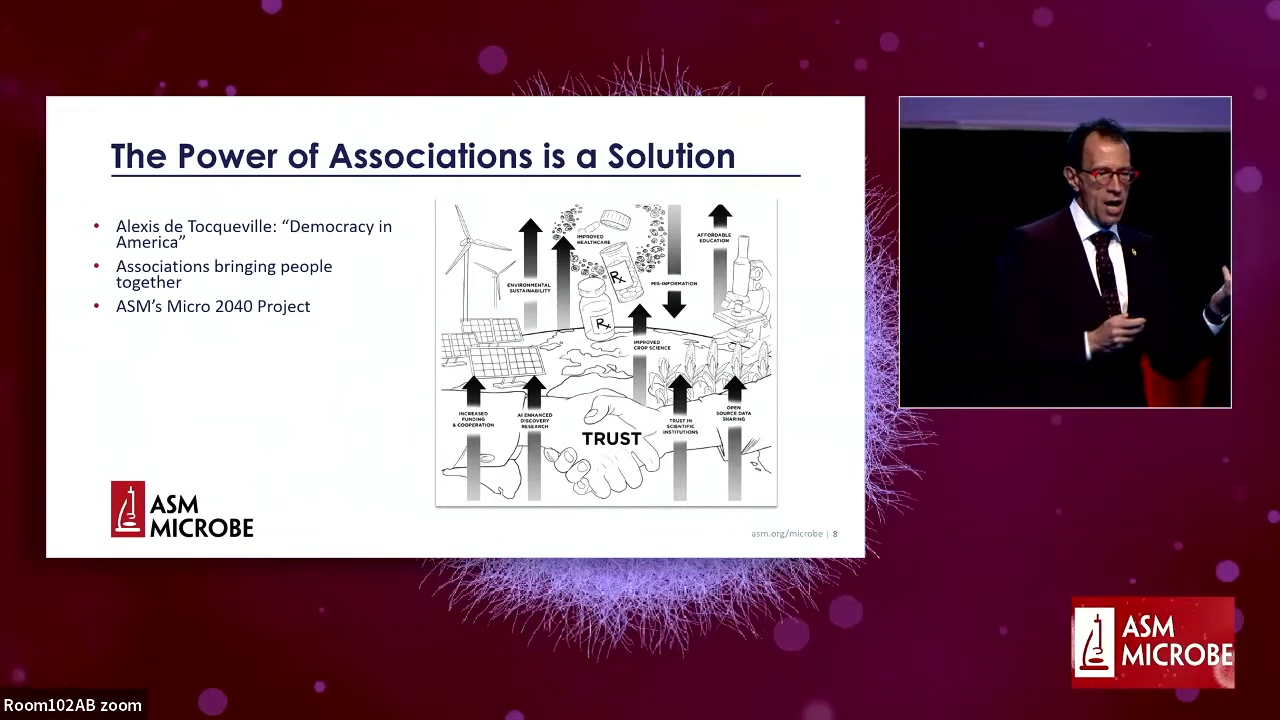 The Power of Associations is a Solution
• Alexis de Tocqueville: “Democracy in
America”
• Associations bringing people
together
• ASM’s Micro 2040 Project
IMPROVED
HEALTHCARE
AFFORDABLE
EDUCATION
ENVIRONMENTAL
SUSTAINABILITY
Rx
MIS-INFORMATION
Rx
IMPROVED
CROP SCIENCE
INCREASED
FUNDING
& COOPERATION
AI ENHANCED
DISCOVERY
RESEARCH
TRUST
TRUST IN
SCIENTIFIC
INSTITUTIONS
OPEN
SOURCE DATA
SHARING
ASM
MICROBE
asm.org/microbe | 8
ASM
MICROBE
Room102AB zoom